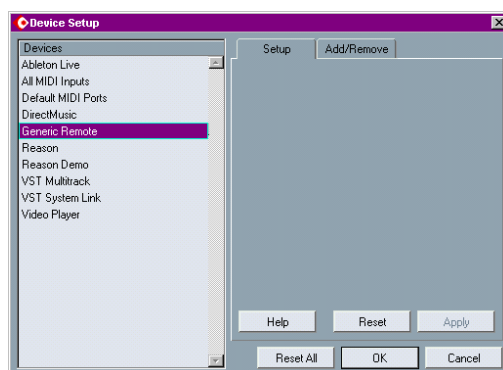 Device Setup
Devices
Ableton Live
All MIDI Inputs
Default MIDI Ports
DirectMusic
Generic Remote
Reason
Reason Demo
VST Multitrack
VST System Link
Video Player
Setup
Add/Remove
Help
Reset
Apply
Reset All
OK
Cancel